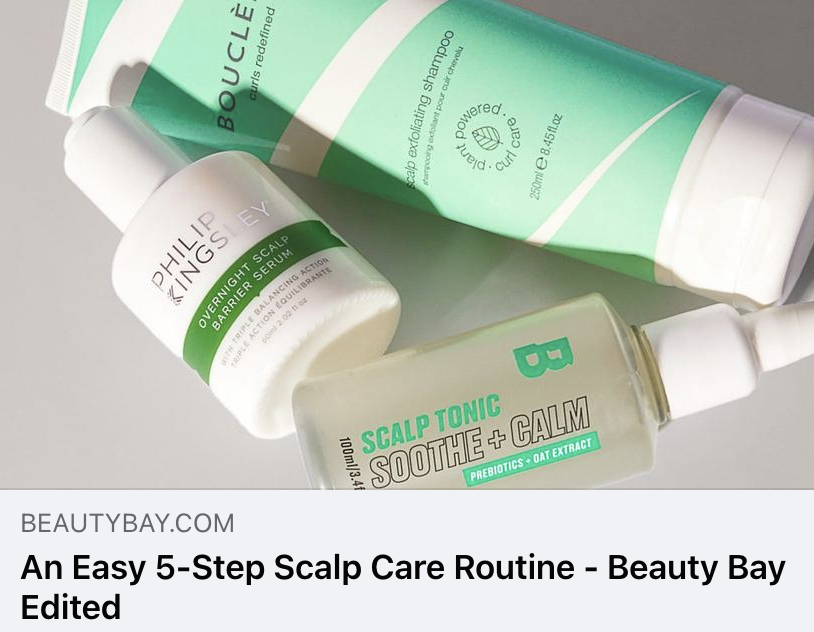 BOUCLÈ
curls redefined
scalp exfoliating shampoo
shampooing exfoliant pour cuir chevelu
plant powered. curl care.
250ml ℮ 8.45fl oz
PHILIP
KINGSLEY
OVERNIGHT SCALP
BARRIER SERUM
WITH TRIPLE BALANCING ACTION
TRIPLE ACTION ÉQUILIBRANTE
60ml 2.02 fl oz
B
SCALP TONIC
SOOTHE + CALM
PREBIOTICS + OAT EXTRACT
100ml/3.4f
BEAUTYBAY.COM
An Easy 5-Step Scalp Care Routine - Beauty Bay
Edited